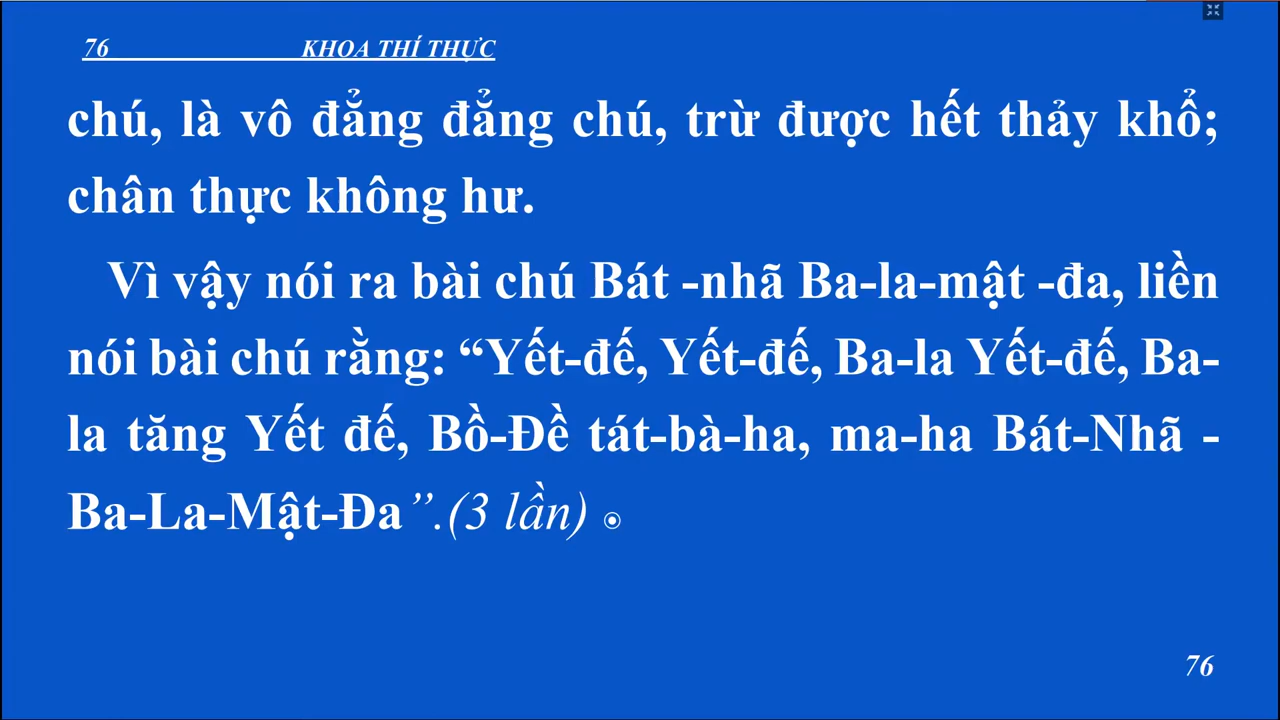 76 KHOA THÍ THỰC
chú, là vô đẳng đẳng chú, trừ được hết thảy khổ;
chân thực không hư.
Vì vậy nói ra bài chú Bát -nhã Ba-la-mật -đa, liền
nói bài chú rằng: “Yết-đế, Yết-đế, Ba-la Yết-đế, Ba-
la tăng Yết đế, Bồ-Đề tát-bà-ha, ma-ha Bát-Nhã -
Ba-La-Mật-Đa”.(3 lần) ⊙
76